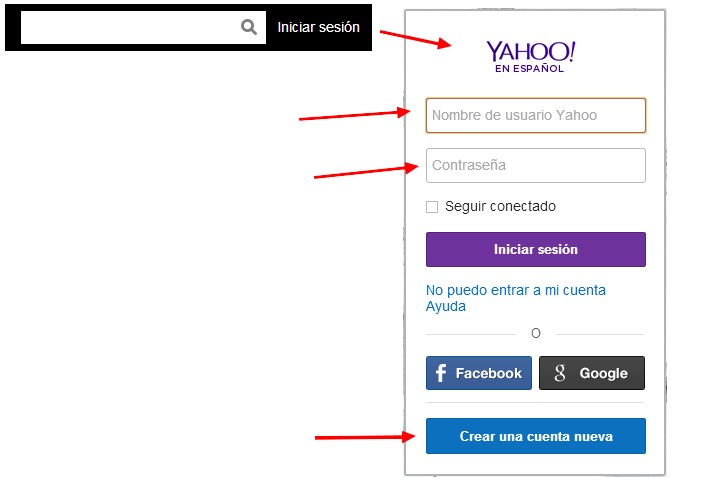 Iniciar sesión
YAHOO!
EN ESPAÑOL
Nombre de usuario Yahoo
Contraseña
Seguir conectado
Iniciar sesión
No puedo entrar a mi cuenta
Ayuda
O
f Facebook
g Google
Crear una cuenta nueva